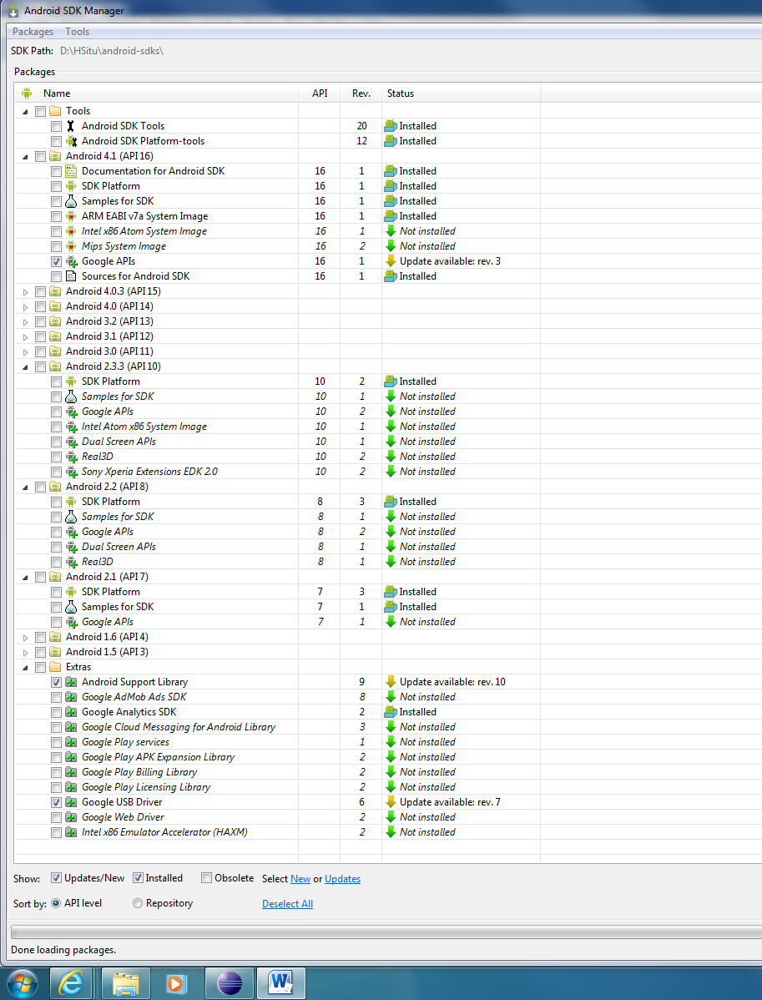 Android SDK Manager
Packages Tools
SDK Path: D:\HSitu\android-sdks\
Packages
Name API Rev. Status
Tools
Android SDK Tools 20 Installed
Android SDK Platform-tools 12 Installed
Android 4.1 (API 16)
Documentation for Android SDK 16 1 Installed
SDK Platform 16 1 Installed
Samples for SDK 16 1 Installed
ARM EABI v7a System Image 16 1 Installed
Intel x86 Atom System Image 16 1 Not installed
Mips System Image 16 2 Not installed
Google APIs 16 1 Update available: rev. 3
Sources for Android SDK 16 1 Installed
Android 4.0.3 (API 15)
Android 4.0 (API 14)
Android 3.2 (API 13)
Android 3.1 (API 12)
Android 3.0 (API 11)
Android 2.3.3 (API 10)
SDK Platform 10 2 Installed
Samples for SDK 10 1 Not installed
Google APIs 10 2 Not installed
Intel Atom x86 System Image 10 1 Not installed
Dual Screen APIs 10 1 Not installed
Real3D 10 2 Not installed
Sony Xperia Extensions EDK 2.0 10 2 Not installed
Android 2.2 (API 8)
SDK Platform 8 3 Installed
Samples for SDK 8 1 Not installed
Google APIs 8 2 Not installed
Dual Screen APIs 8 1 Not installed
Real3D 8 1 Not installed
Android 2.1 (API 7)
SDK Platform 7 3 Installed
Samples for SDK 7 1 Installed
Google APIs 7 1 Not installed
Android 1.6 (API 4)
Android 1.5 (API 3)
Extras
Android Support Library 9 Update available: rev. 10
Google AdMob Ads SDK 8 Not installed
Google Analytics SDK 2 Installed
Google Cloud Messaging for Android Library 3 Not installed
Google Play services 1 Not installed
Google Play APK Expansion Library 2 Not installed
Google Play Billing Library 2 Not installed
Google Play Licensing Library 2 Not installed
Google USB Driver 6 Update available: rev. 7
Google Web Driver 2 Not installed
Intel x86 Emulator Accelerator (HAXM) 2 Not installed
Show: Updates/New Installed Obsolete Select New or Updates
Sort by: API level Repository Deselect All
Done loading packages.